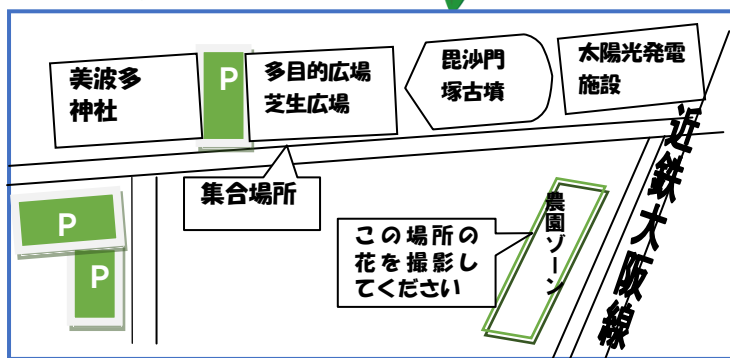 美波多
神社
P
多目的広場
芝生広場
毘沙門
塚古墳
太陽光発電
施設
集合場所
P
P
この場所の
花を撮影し
てください
農園ゾーン
近鉄大阪線